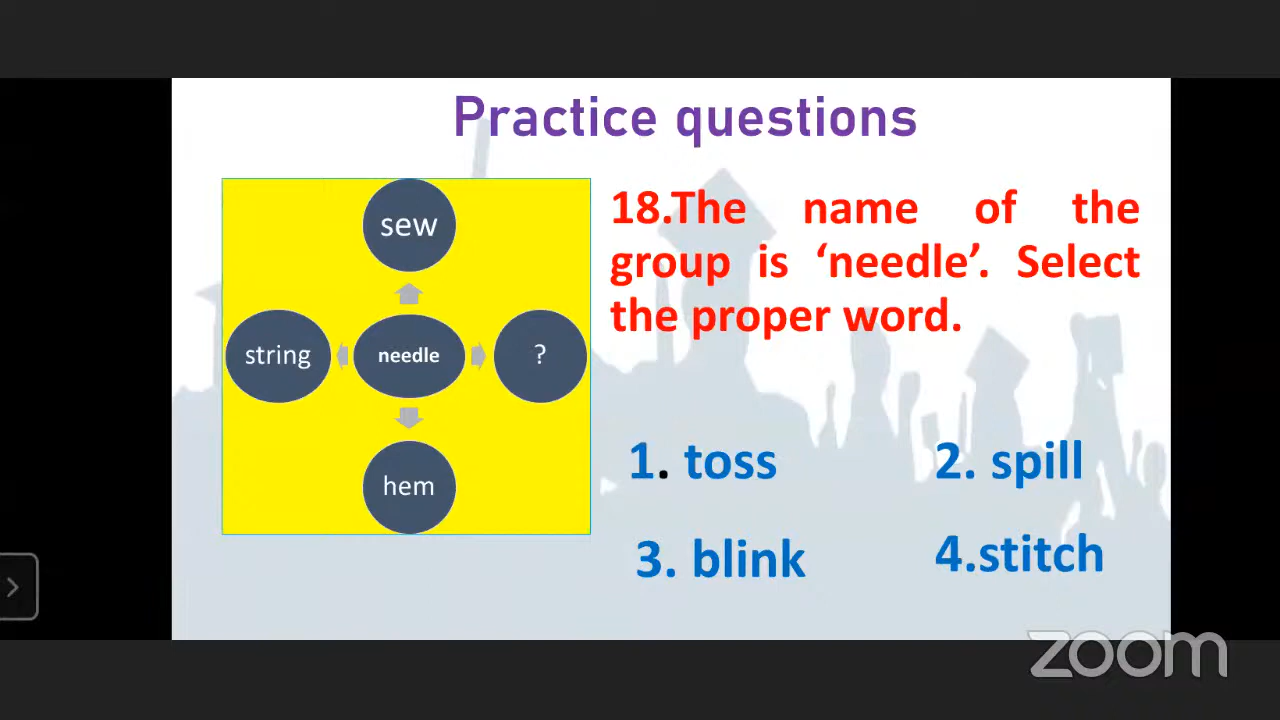 Practice questions
sew
string
needle
?
hem
18.The name of the
group is ‘needle’. Select
the proper word.
1. toss
2. spill
3. blink
4.stitch
zoom